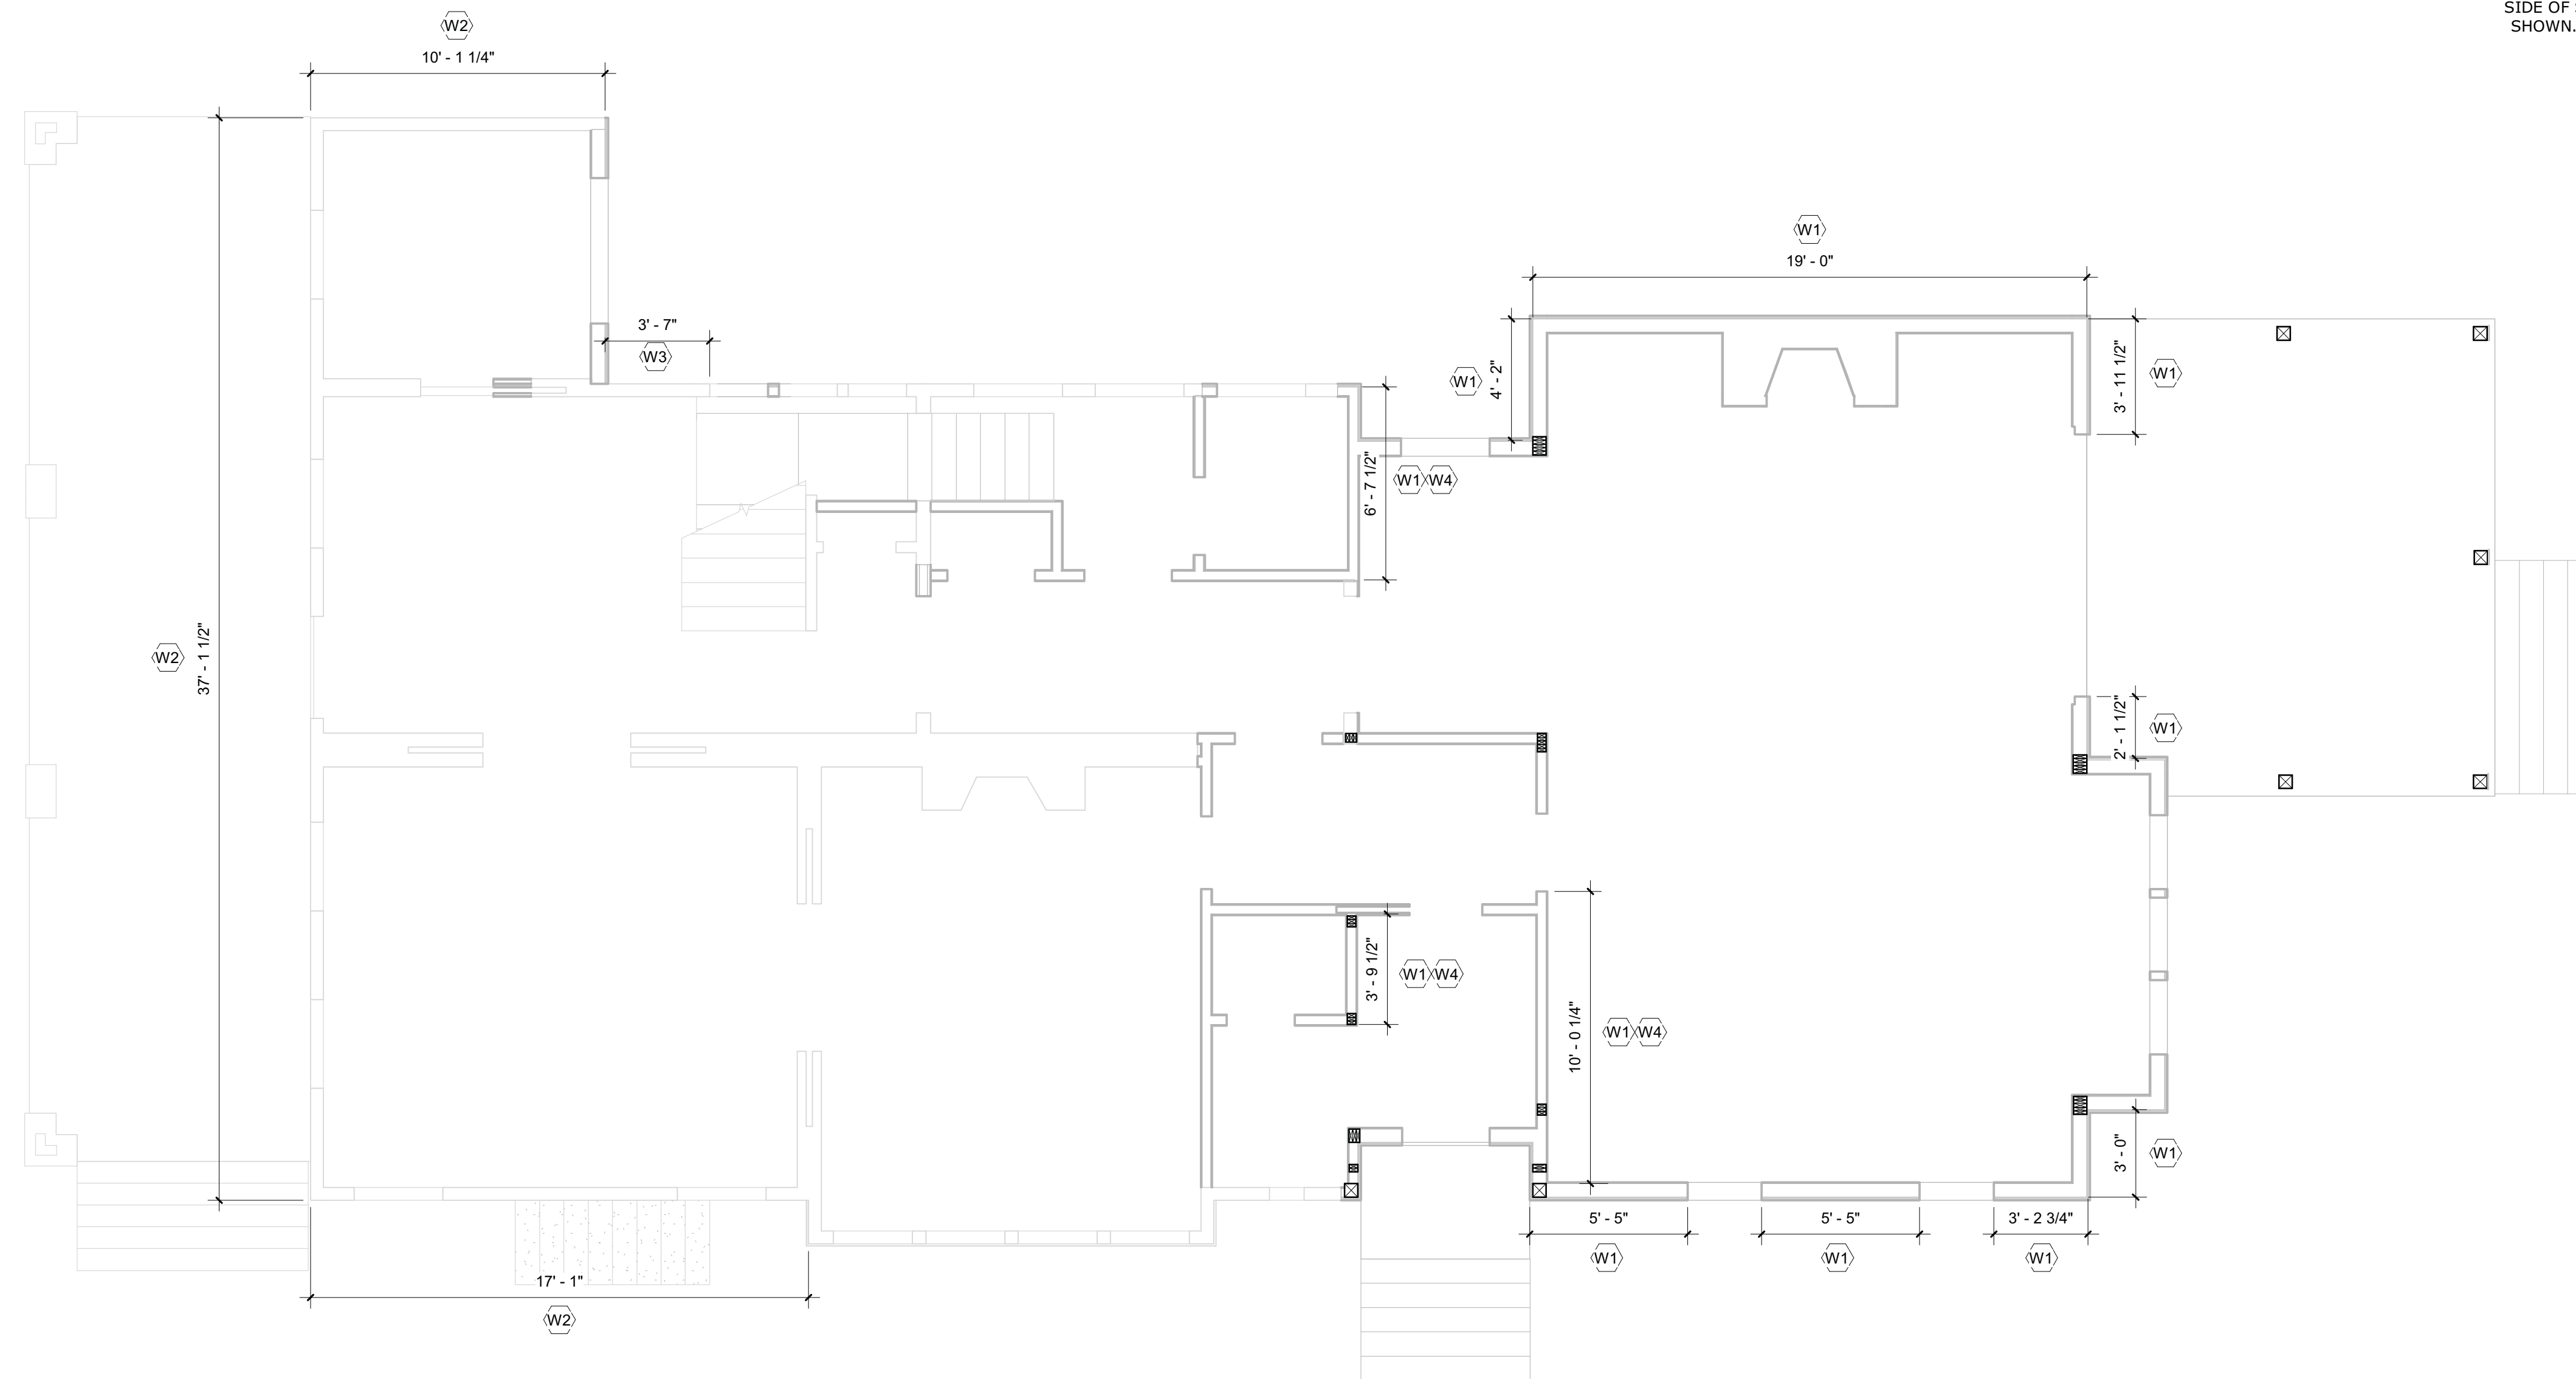 SIDE OF
SHOWN.
W2
10' - 1 1/4"
W1
19' - 0"
3' - 7"
W3
W1
4' - 2"
3' - 11 1/2"
W1
6' - 7 1/2"
W1 W4
W2
37' - 1 1/2"
2' - 1 1/2"
W1
3' - 9 1/2"
W1 W4
10' - 0 1/4"
W1 W4
3' - 0"
W1
5' - 5"
5' - 5"
3' - 2 3/4"
W1
W1
W1
17' - 1"
W2